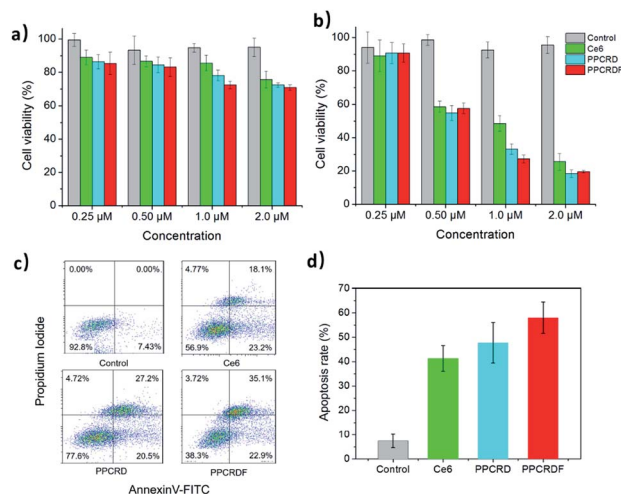 a)
Cell viability (%)
120
100
80
60
40
20
0
0.25 μM 0.50 μM 1.0 μM 2.0 μM
Concentration
b)
Cell viability (%)
120
100
80
60
40
20
0
0.25 μM 0.50 μM 1.0 μM 2.0 μM
Concentration
Control
Ce6
PPCRD
PPCRDF
c)
Propidium Iodide
0.00% 0.00%
92.8% 7.43%
Control
4.77% 18.1%
56.9% 23.2%
Ce6
4.72% 27.2%
77.6% 20.5%
PPCRD
3.72% 35.1%
38.3% 22.9%
PPCRDF
AnnexinV-FITC
d)
Apoptosis rate (%)
70
60
50
40
30
20
10
0
Control Ce6 PPCRD PPCRDF